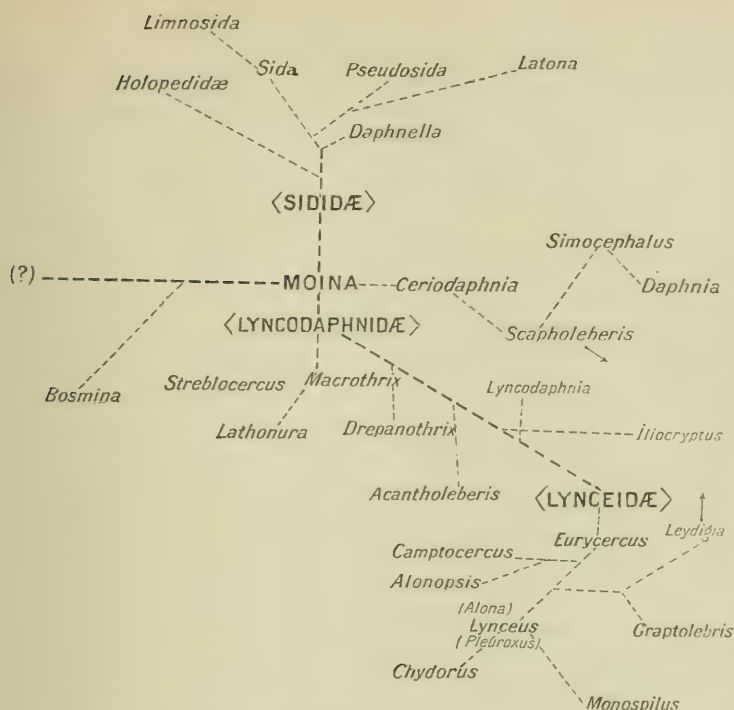 Limnosida
Sida
Pseudosida
Latona
Holopedidæ
Daphnella
⟨SIDIDÆ⟩
Simocephalus
(?)
MOINA
Ceriodaphnia
Daphnia
⟨LYNCODAPHNIDÆ⟩
Scapholeheris
Bosmina
Streblocercus
Macrothrix
Lyncodaphnia
Lathonura
Drepanothrix
Iliocryptus
Acantholeberis
⟨LYNCEIDÆ⟩
Leydigia
Eurycercus
Camptocercus
Alonopsis
(Alona)
Lynceus
(Pleuroxus)
Graptolebris
Chydorus
Monospilus